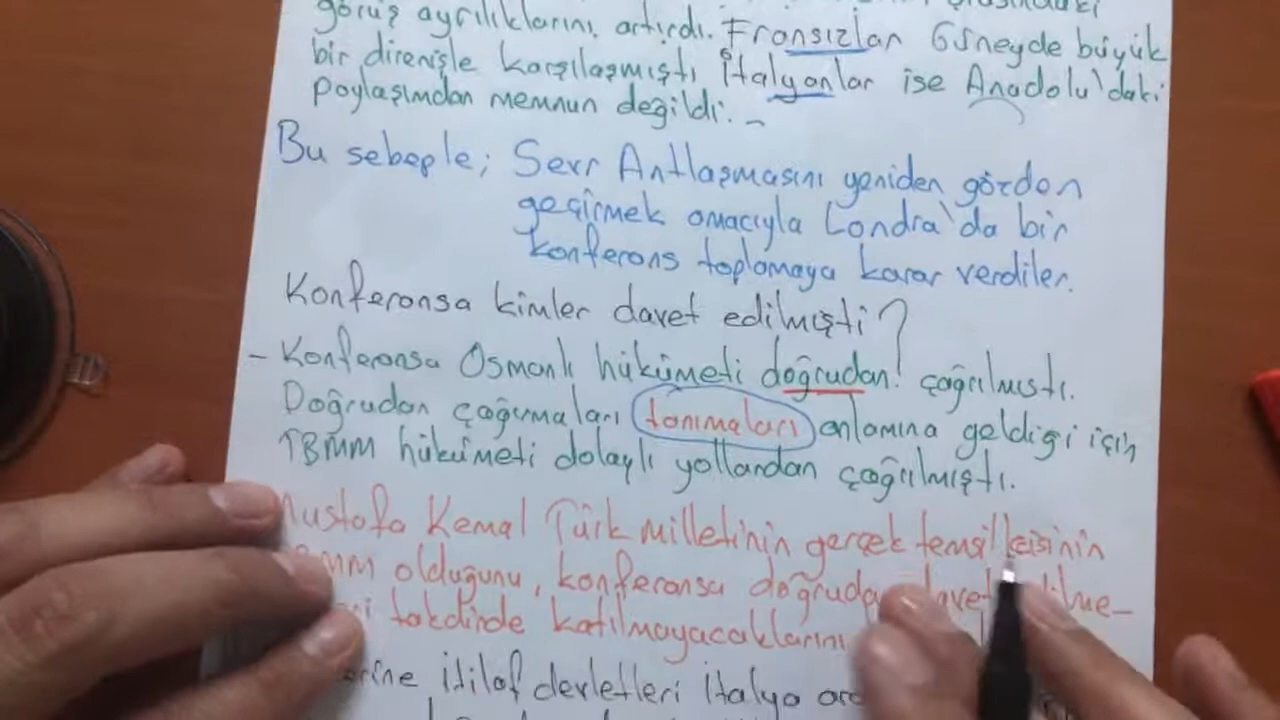 görüş ayrılıklarını artırdı. Fransızlar Güneyde büyük
bir direnişle karşılaşmıştı İtalyanlar ise Anadolu'daki
paylaşımdan memnun değildi.
Bu sebeple; Sevr Antlaşmasını yeniden gözden
geçirmek amacıyla Londra'da bir
konferans toplamaya karar verdiler.
Konferansa kimler davet edilmişti?
- Konferansa Osmanlı hükümeti doğrudan! çağrılmıştı.
Doğrudan çağırmaları tanımaları anlamına geldiği için
TBMM hükümeti dolaylı yollardan çağrılmıştı.
Mustafa Kemal Türk milletinin gerçek temsilcisinin
olduğunu, konferansa doğrudan
takdirde katılmayacaklarını
itilaf devletleri İtalya